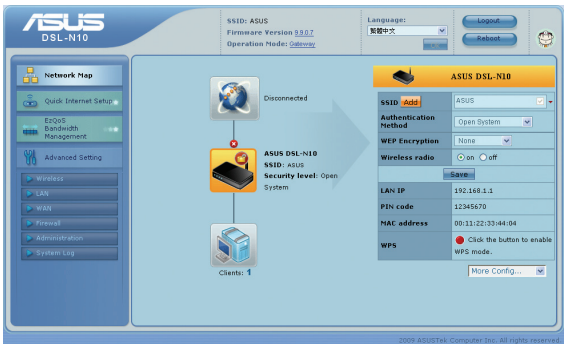 ASUS
DSL-N10
SSID: ASUS
Firmware Version 9.9.0.7
Operation Mode: Gateway
Language:
繁體中文
Logout
Reboot
Network Map
Quick Internet Setup
EzQoS
Bandwidth
Management
Advanced Setting
Wireless
LAN
WAN
Firewall
Administration
System Log
Disconnected
ASUS DSL-N10
SSID: ASUS
Security level: Open
System
Clients: 1
ASUS DSL-N10
SSID Add ASUS
Authentication
Method Open System
WEP Encryption None
Wireless radio on off
Save
LAN IP 192.168.1.1
PIN code 12345670
MAC address 00:11:22:33:44:04
WPS Click the button to enable
WPS mode.
More Config...
2009 ASUSTek Computer Inc. All rights reserved.